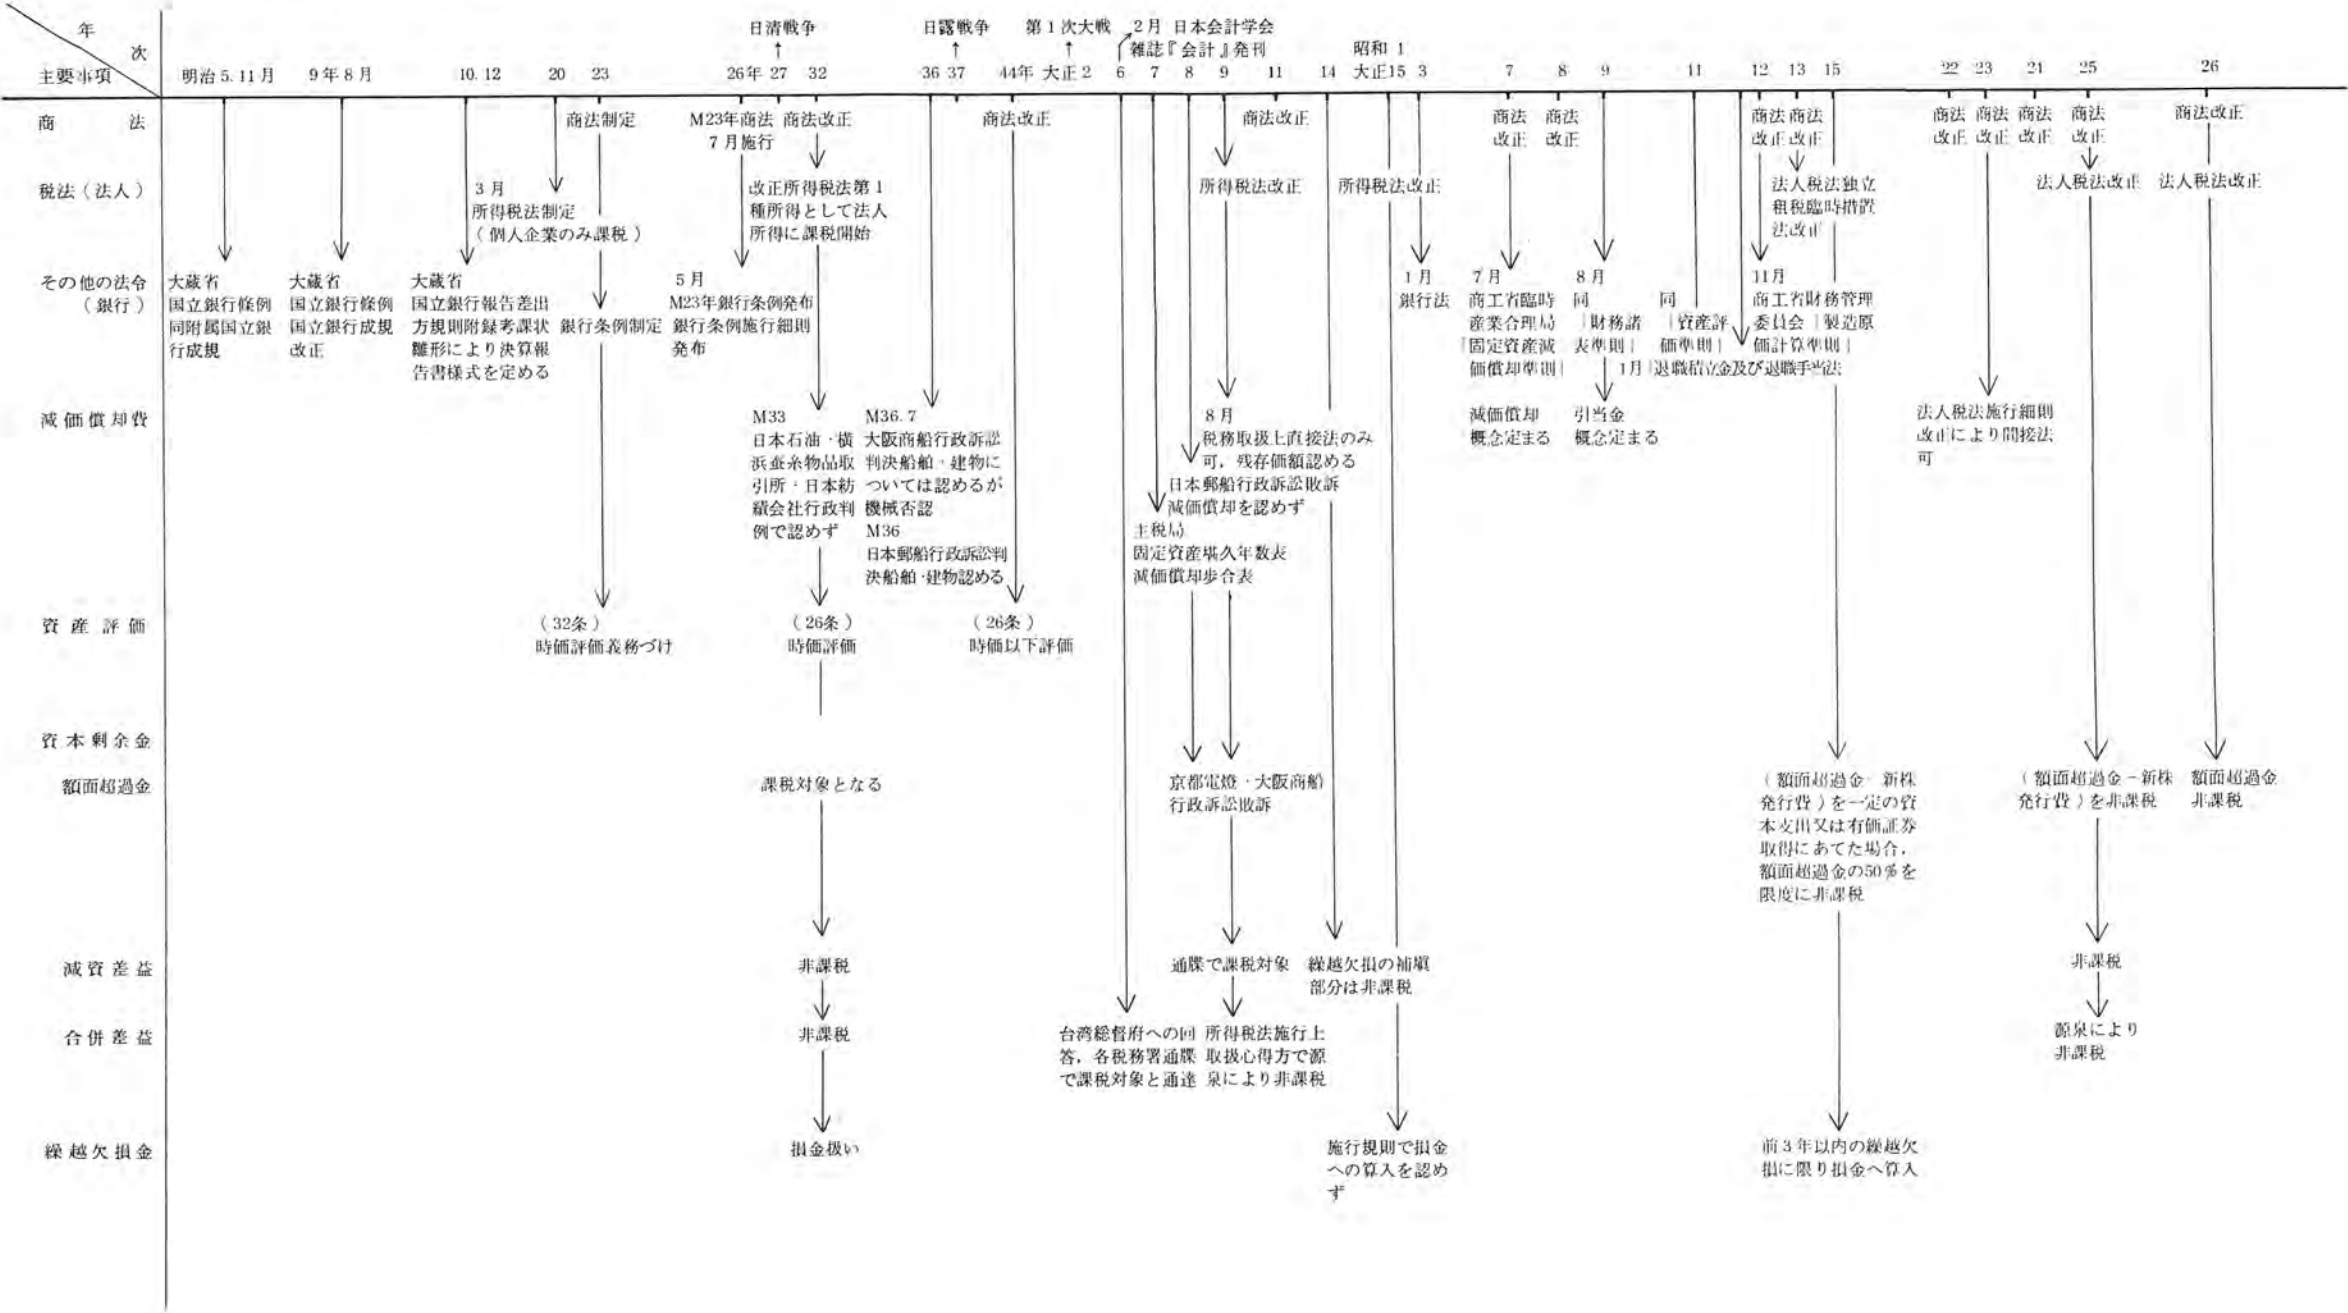 年
次
主要事項
日清戦争
日露戦争
第1次大戦
2月 日本会計学会
雑誌『会計』発刊
昭和 1
明治 5. 11月 9年 8月 10. 12 20 23 26年 27 32 36 37 44年 大正 2 6 7 8 9 11 14 大正15 3 7 8 9 11 12 13 15 22 23 21 25 26
商法
商法制定
M23年商法
7月施行
商法改正
商法改正
商法改正
商法
改正
商法
改正
商法
改正
商法
改正
商法
改正
商法
改正
商法
改正
商法
改正
商法改正
税法(法人)
3月
所得税法制定
(個人企業のみ課税)
改正所得税法第1
種所得として法人
所得に課税開始
所得税法改正
所得税法改正
法人税法独立
租税臨時措置
法改正
法人税法改正
法人税法改正
その他の法令
(銀行)
大蔵省
国立銀行條例
同附属国立銀
行成規
大蔵省
国立銀行條例
国立銀行成規
改正
大蔵省
国立銀行報告差出
方規則附録考課状
雛形により決算報
告書様式を定める
銀行条例制定
5月
M23年銀行条例発布
銀行条例施行細則
発布
1月
銀行法
7月
商工省臨時
産業合理局
「固定資産減
価償却準則」
8月
同
「財務諸
表準則」
同
「資産評
価準則」
1月「退職積立金及び退職手当法
11月
商工省財務管理
委員会「製造原
価計算準則」
減価償却費
M33
日本石油・横
浜蚕糸物品取
引所・日本紡
績会社行政判
例で認めず
M36. 7
大阪商船行政訴訟
判決船舶・建物に
ついては認めるが
機械否認
M36
日本郵船行政訴訟判
決船舶・建物認める
8月
税務取扱上直接法のみ
可，残存価額認める
日本郵船行政訴訟敗訴
減価償却を認めず
主税局
固定資産堪久年数表
減価償却歩合表
減価償却
概念定まる
引当金
概念定まる
法人税法施行細則
改正により間接法
可
資産評価
(32条)
時価評価義務づけ
(26条)
時価評価
(26条)
時価以下評価
資本剰余金
額面超過金
課税対象となる
京都電燈・大阪商船
行政訴訟敗訴
(額面超過金－新株
発行費)を一定の資
本支出又は有価証券
取得にあてた場合，
額面超過金の50％を
限度に非課税
(額面超過金－新株
発行費)を非課税
額面超過金
非課税
減資差益
非課税
通牒で課税対象
繰越欠損の補塡
部分は非課税
非課税
合併差益
非課税
台湾総督府への回
答，各税務署通牒
で課税対象と通達
所得税法施行上
取扱心得方で源
泉により非課税
源泉により
非課税
繰越欠損金
損金扱い
施行規則で損金
への算入を認め
ず
前3年以内の繰越欠
損に限り損金へ算入